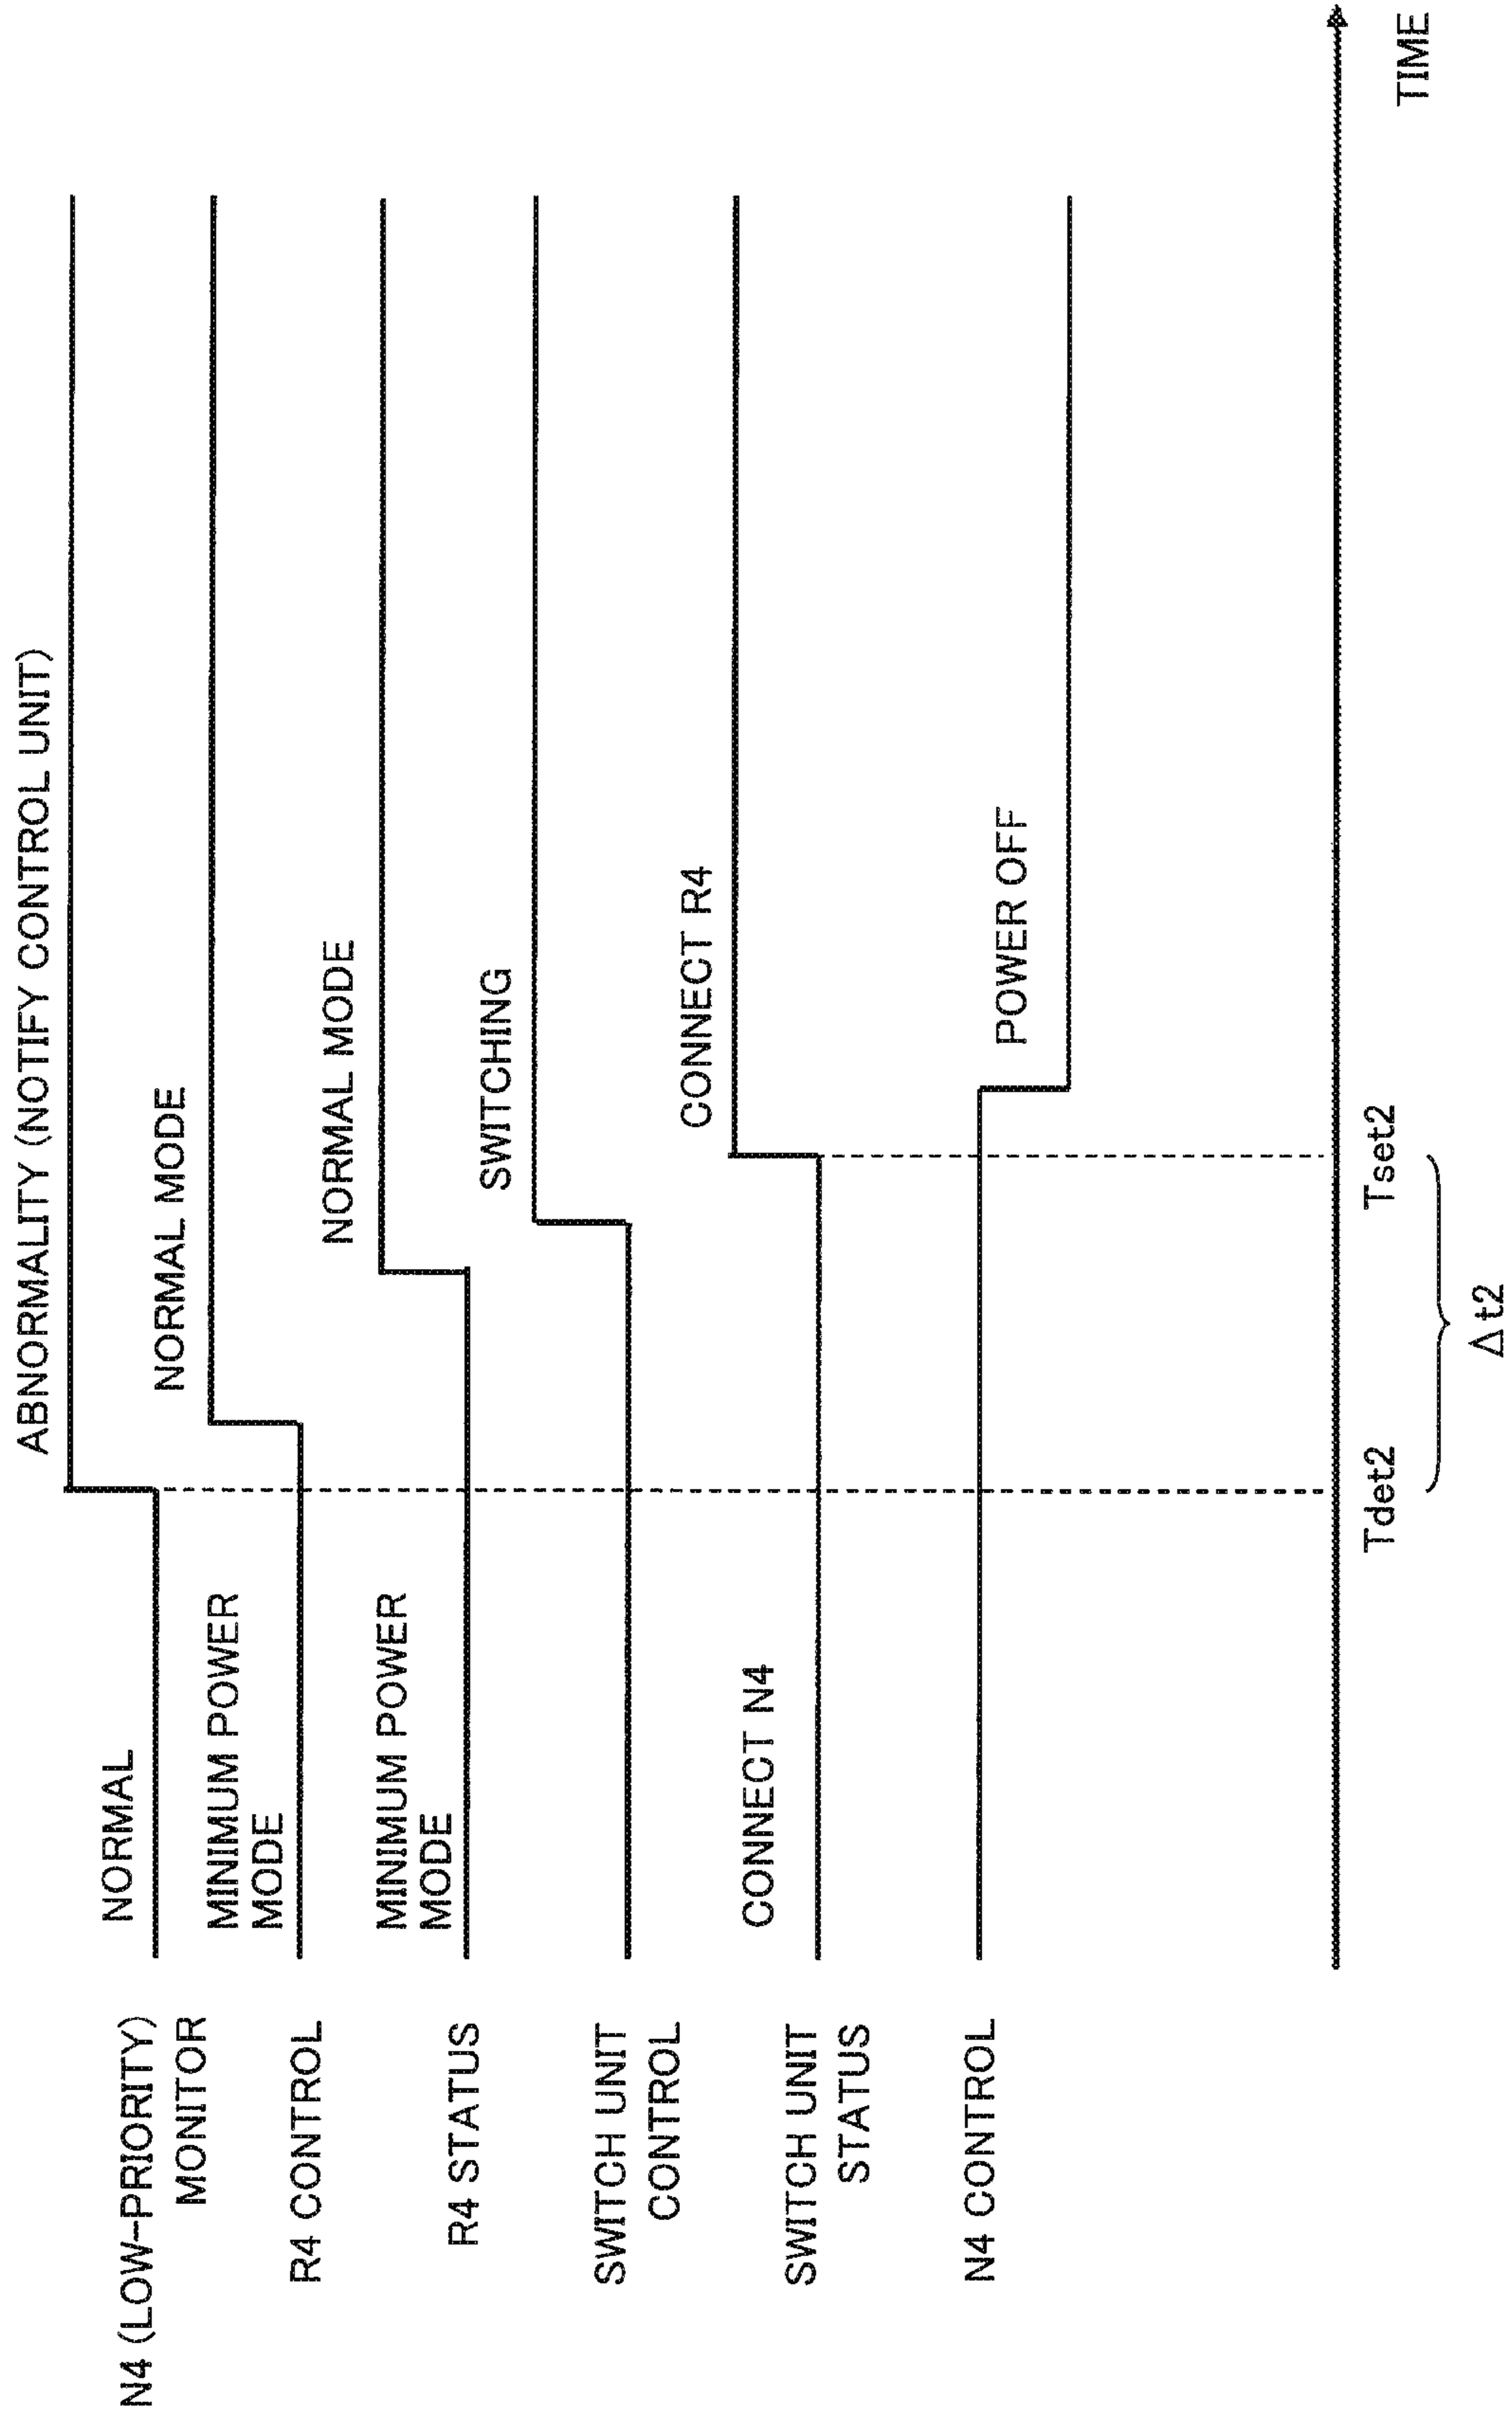 ABNORMALITY (NOTIFY CONTROL UNIT)
N4 (LOW-PRIORITY)
MONITOR
NORMAL
R4 CONTROL
MINIMUM POWER
MODE
NORMAL MODE
R4 STATUS
MINIMUM POWER
MODE
NORMAL MODE
SWITCH UNIT
CONTROL
SWITCHING
SWITCH UNIT
STATUS
CONNECT N4
CONNECT R4
N4 CONTROL
POWER OFF
Tdet2
Tset2
TIME
Δt2